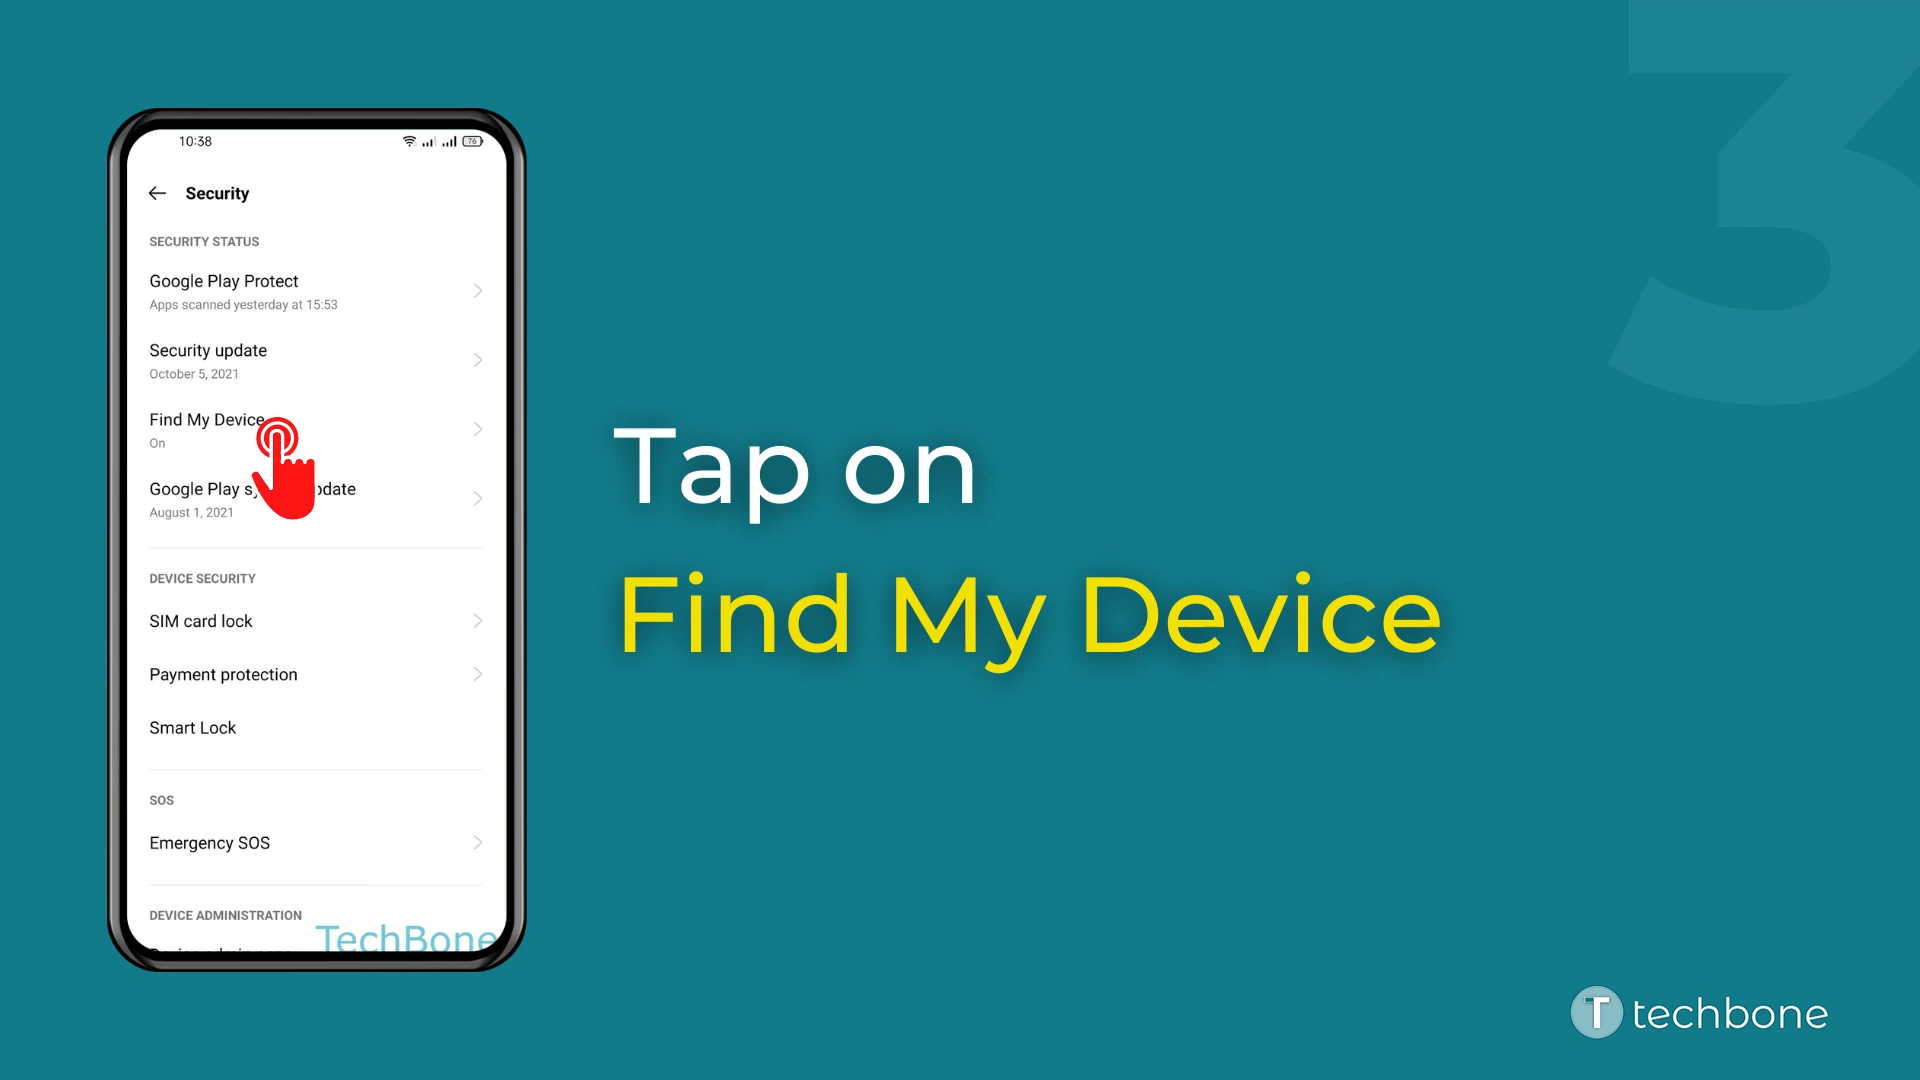 3
10:38
76
Security
SECURITY STATUS
Google Play Protect
Apps scanned yesterday at 15:53
Security update
October 5, 2021
Find My Device
On
Google Play
August 1, 2021
DEVICE SECURITY
SIM card lock
Payment protection
Smart Lock
SOS
Emergency SOS
DEVICE ADMINISTRATION
TechBone
Tap on
Find My Device
T techbone